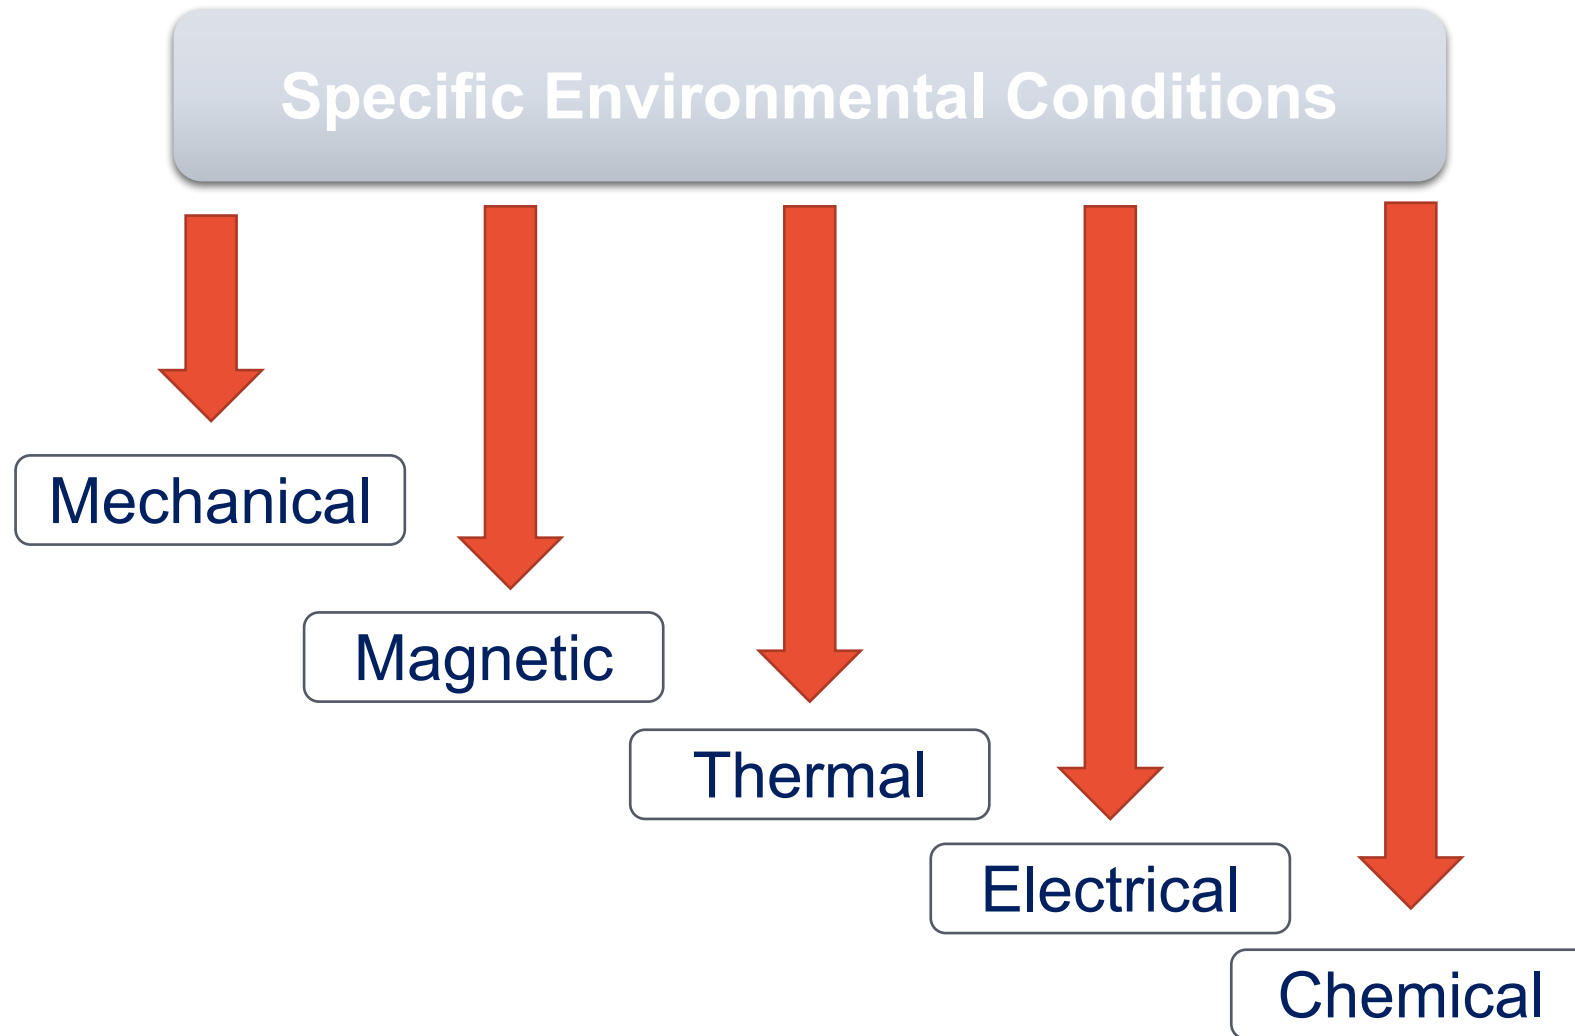 Specific Environmental Conditions
Mechanical
Magnetic
Thermal
Electrical
Chemical